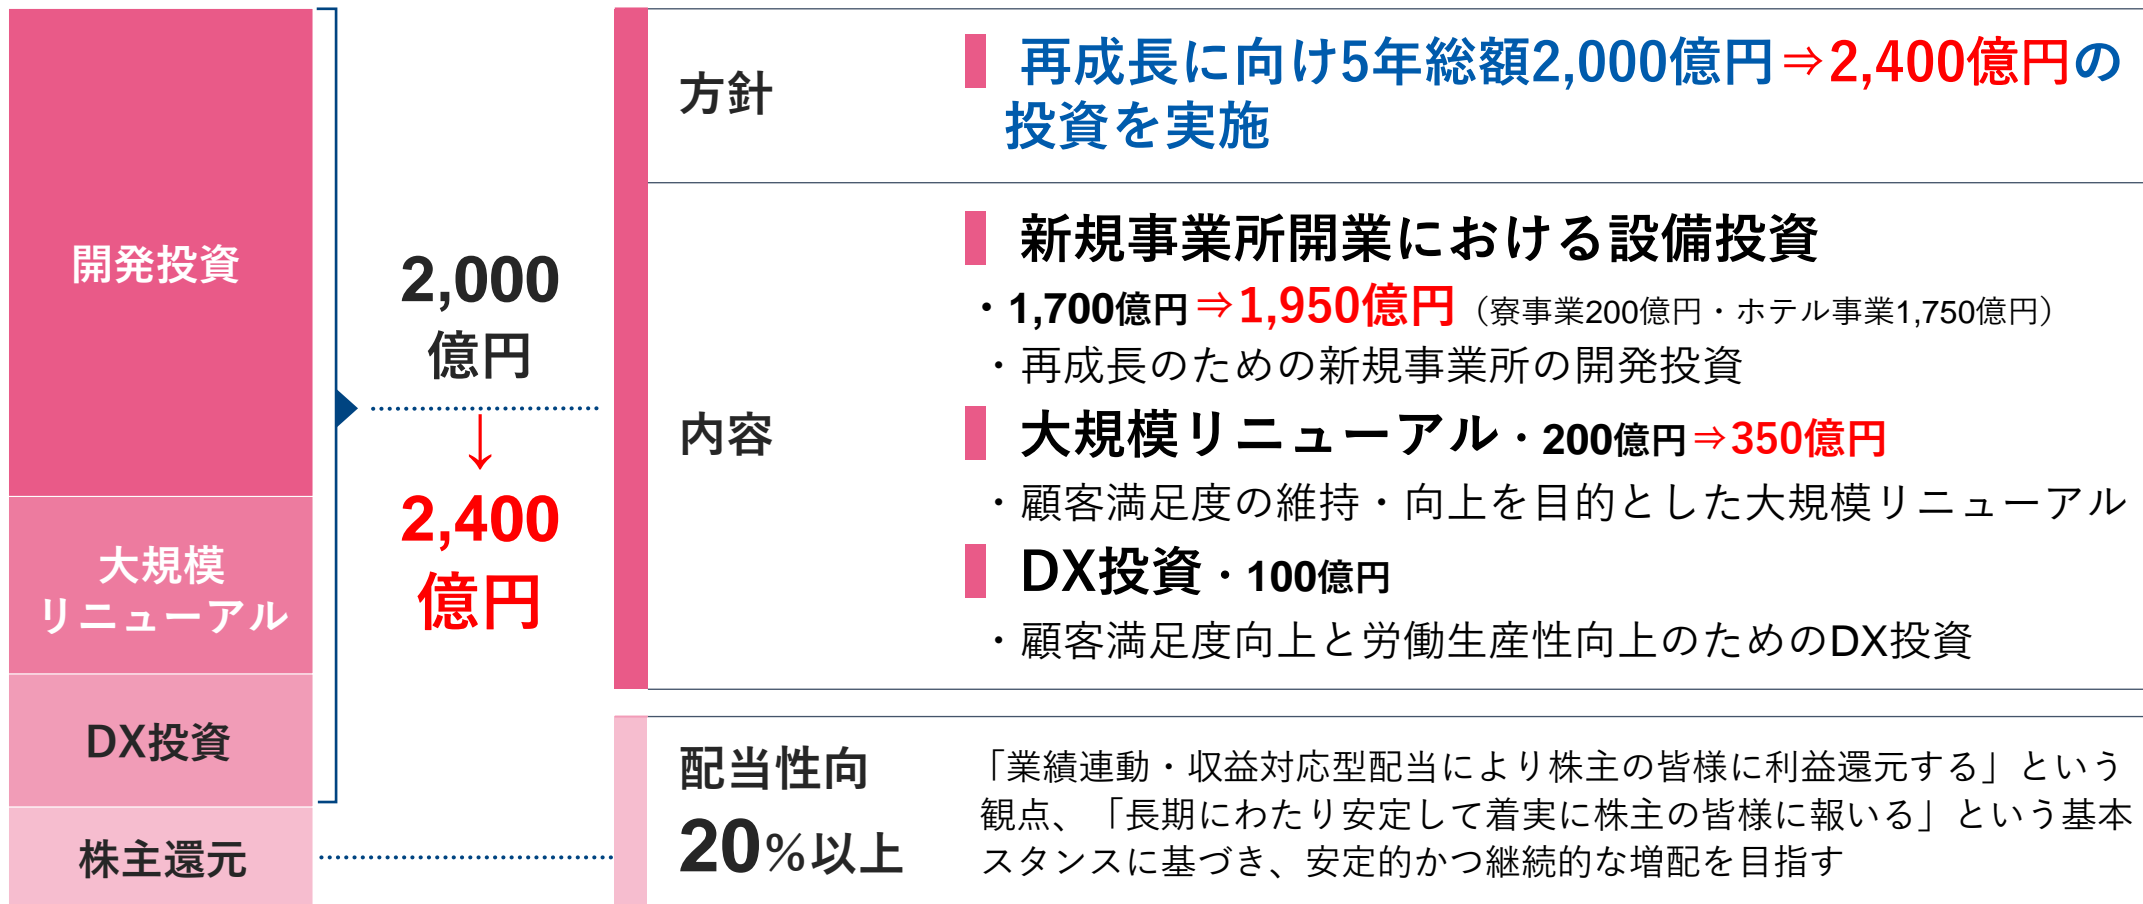 開発投資
大規模
リニューアル
DX投資
株主還元
2,000
億円
↓
2,400
億円
方針
再成長に向け5年総額2,000億円⇒2,400億円の
投資を実施
内容
新規事業所開業における設備投資
・1,700億円⇒1,950億円（寮事業200億円・ホテル事業1,750億円）
・再成長のための新規事業所の開発投資
大規模リニューアル・200億円⇒350億円
・顧客満足度の維持・向上を目的とした大規模リニューアル
DX投資・100億円
・顧客満足度向上と労働生産性向上のためのDX投資
配当性向
20%以上
「業績連動・収益対応型配当により株主の皆様に利益還元する」という
観点、「長期にわたり安定して着実に株主の皆様に報いる」という基本
スタンスに基づき、安定的かつ継続的な増配を目指す